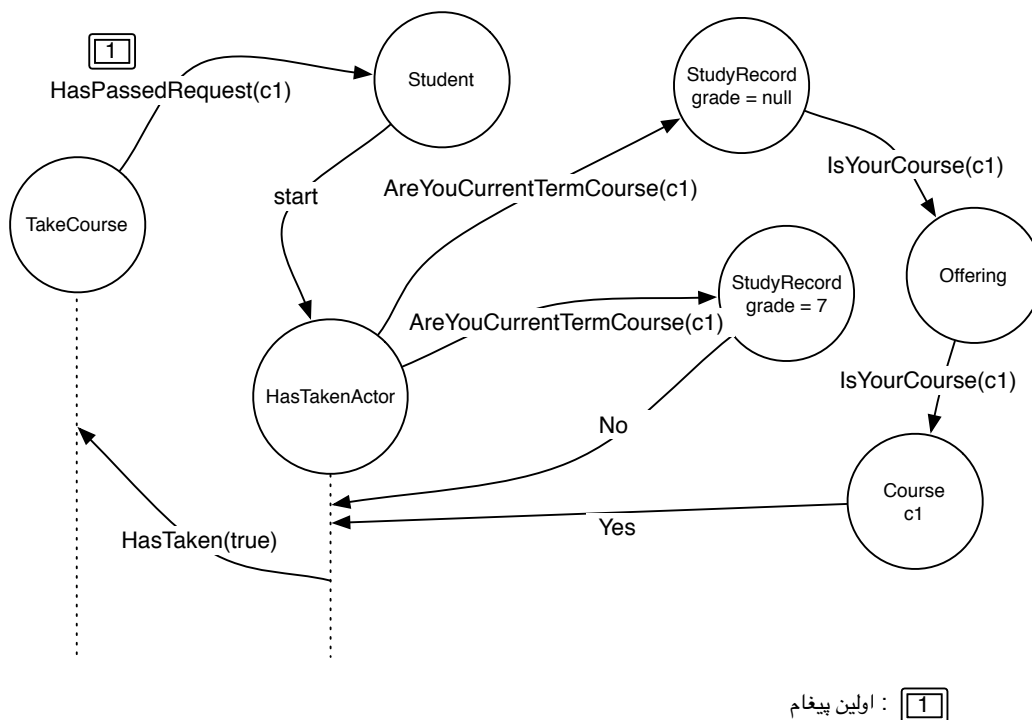 1
HasPassedRequest(c1)
Student
StudyRecord
grade = null
IsYourCourse(c1)
start
AreYouCurrentTermCourse(c1)
TakeCourse
StudyRecord
grade = 7
Offering
AreYouCurrentTermCourse(c1)
HasTakenActor
IsYourCourse(c1)
No
Course
c1
Yes
HasTaken(true)
1 : اولین پیغام